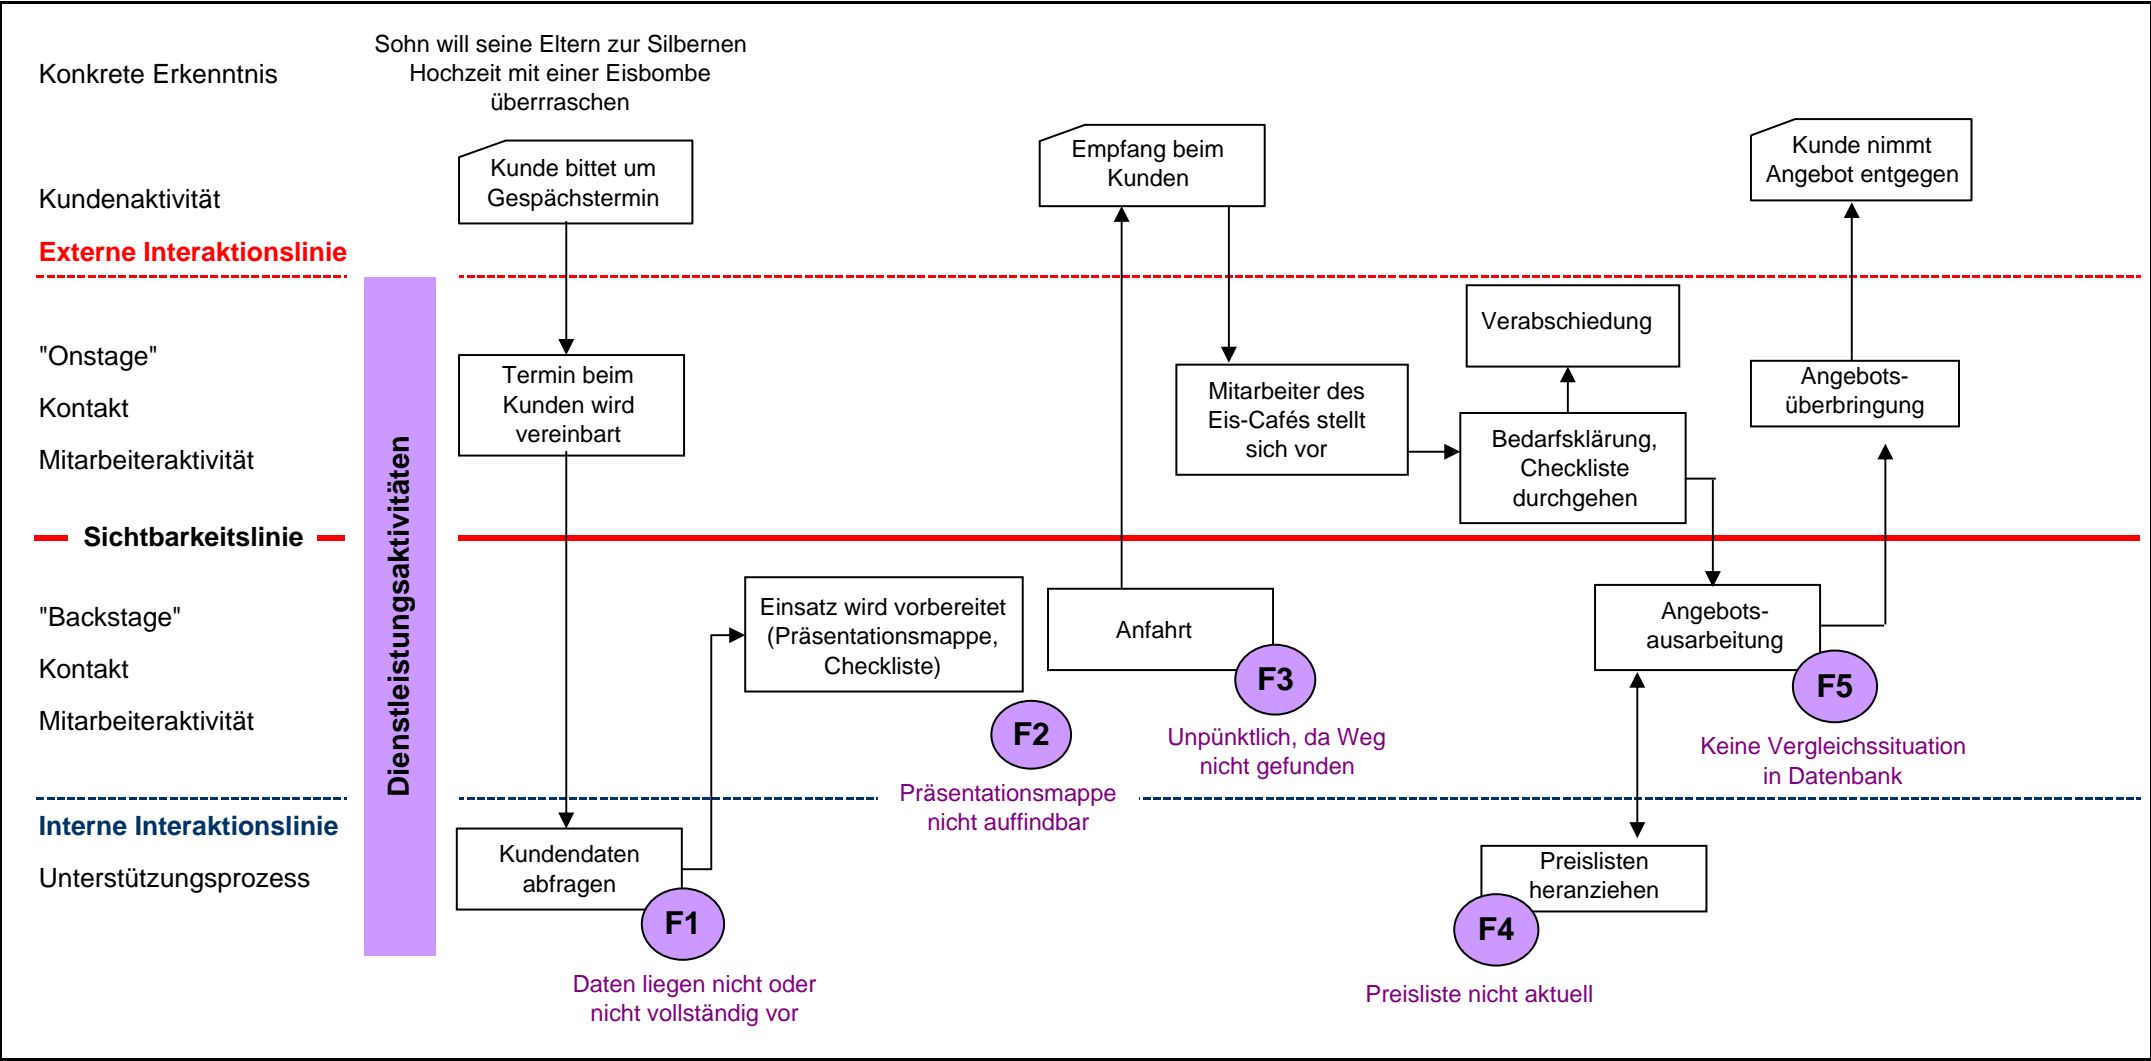 Konkrete Erkenntnis
Sohn will seine Eltern zur Silbernen
Hochzeit mit einer Eisbombe
überrraschen
Kundenaktivität
Kunde bittet um
Gespächstermin
Empfang beim
Kunden
Kunde nimmt
Angebot entgegen
Externe Interaktionslinie
"Onstage"
Kontakt
Mitarbeiteraktivität
Dienstleistungsaktivitäten
Termin beim
Kunden wird
vereinbart
Mitarbeiter des
Eis-Cafés stellt
sich vor
Verabschiedung
Bedarfsklärung,
Checkliste
durchgehen
Angebots-
überbringung
Sichtbarkeitslinie
"Backstage"
Kontakt
Mitarbeiteraktivität
Einsatz wird vorbereitet
(Präsentationsmappe,
Checkliste)
F2
Präsentationsmappe
nicht auffindbar
Anfahrt
F3
Unpünktlich, da Weg
nicht gefunden
Angebots-
ausarbeitung
F5
Keine Vergleichssituation
in Datenbank
Interne Interaktionslinie
Unterstützungsprozess
Kundendaten
abfragen
F1
Daten liegen nicht oder
nicht vollständig vor
Preislisten
heranziehen
F4
Preisliste nicht aktuell